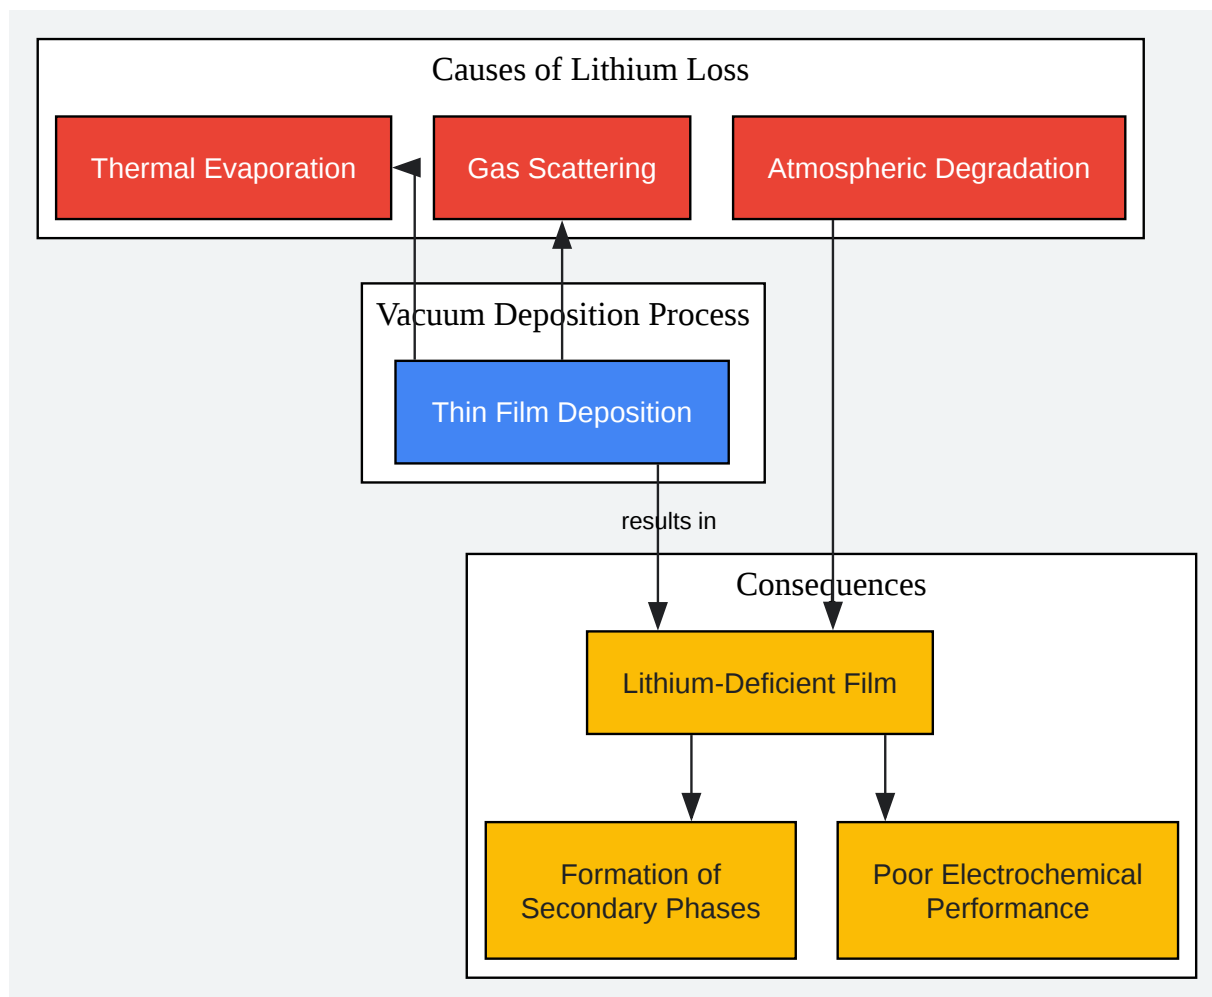 Causes of Lithium Loss
Thermal Evaporation
Gas Scattering
Atmospheric Degradation
Vacuum Deposition Process
Thin Film Deposition
results in
Consequences
Lithium-Deficient Film
Formation of
Secondary Phases
Poor Electrochemical
Performance